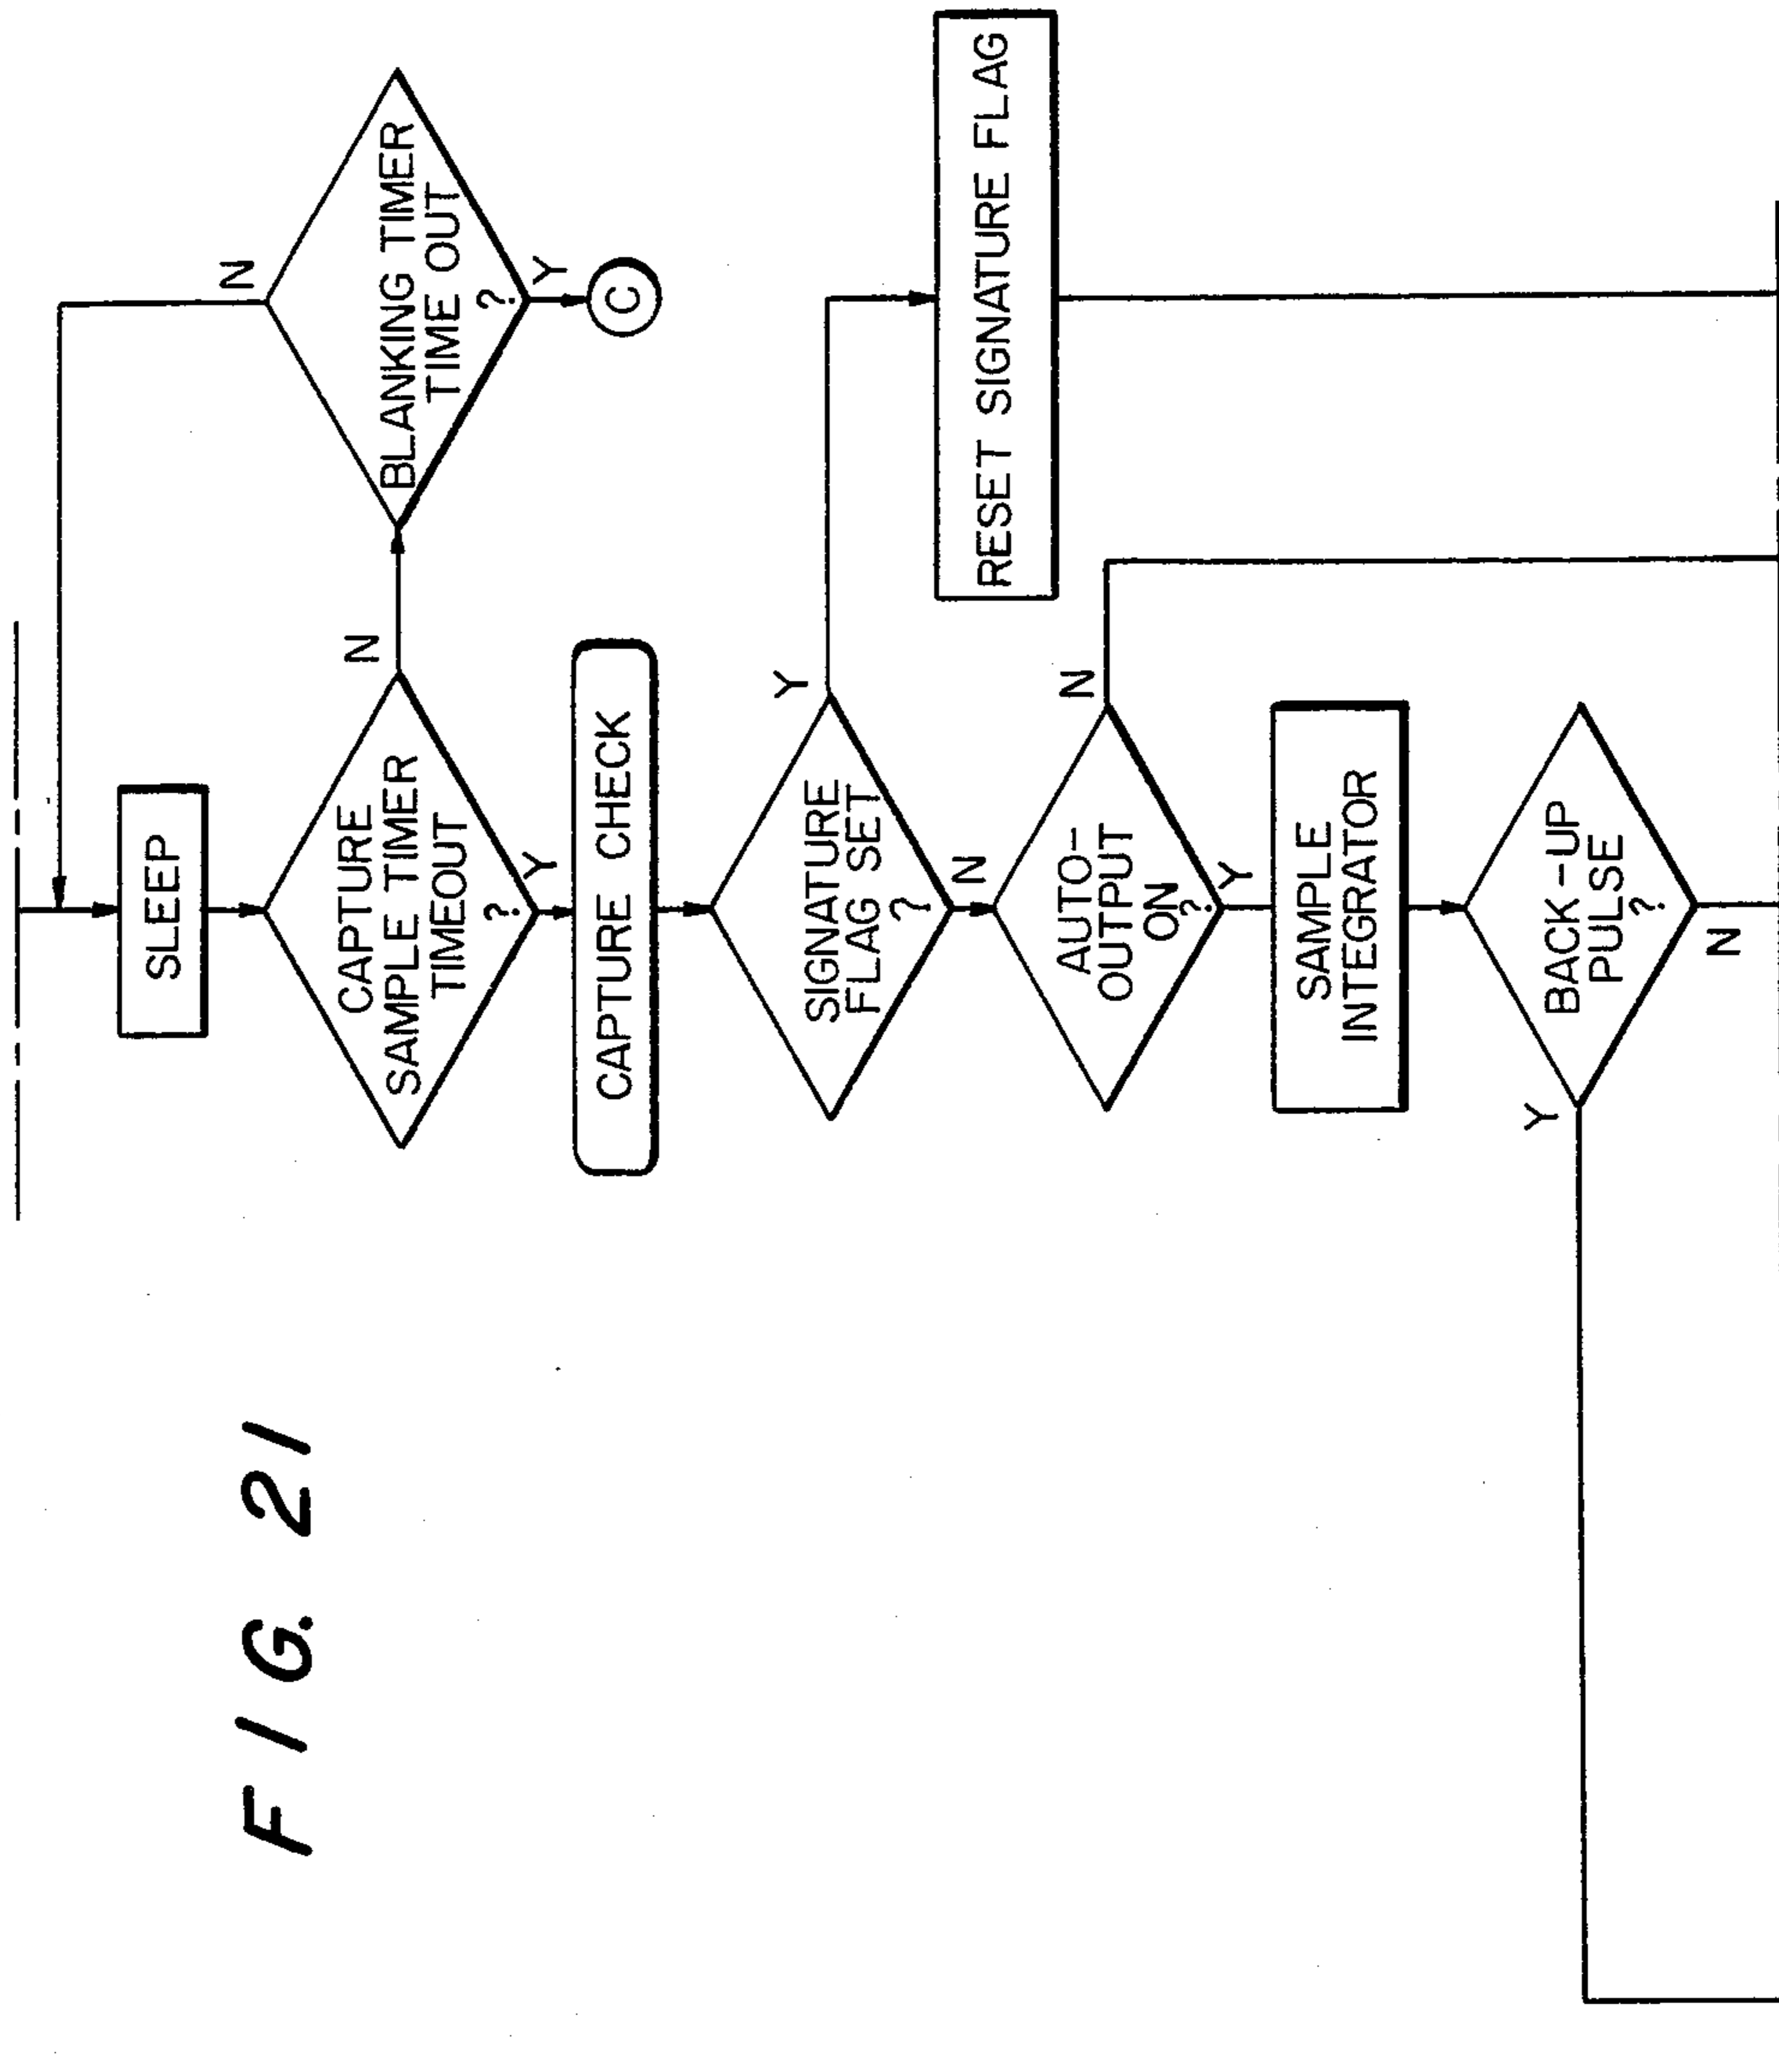 FIG. 21
SLEEP
CAPTURE
SAMPLE TIMER
TIMEOUT
?
N
Y
BLANKING TIMER
TIME OUT
?
N
Y
C
CAPTURE CHECK
SIGNATURE
FLAG SET
?
Y
N
RESET SIGNATURE FLAG
AUTO-
OUTPUT
ON
?
N
Y
SAMPLE
INTEGRATOR
BACK-UP
PULSE
?
Y
N